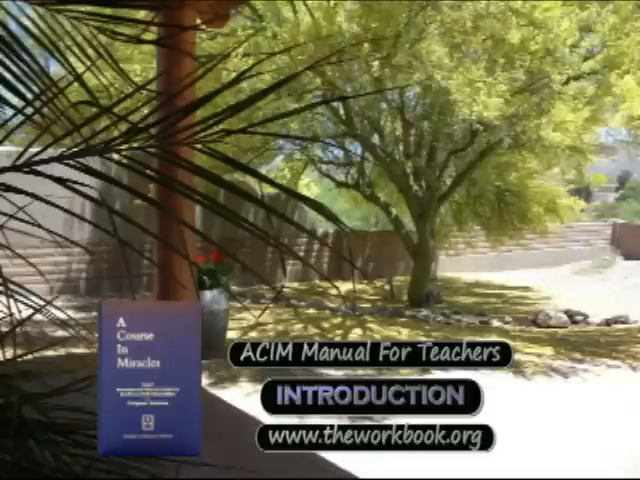 A
Course
In
Miracles
ACIM Manual For Teachers
INTRODUCTION
www.theworkbook.org